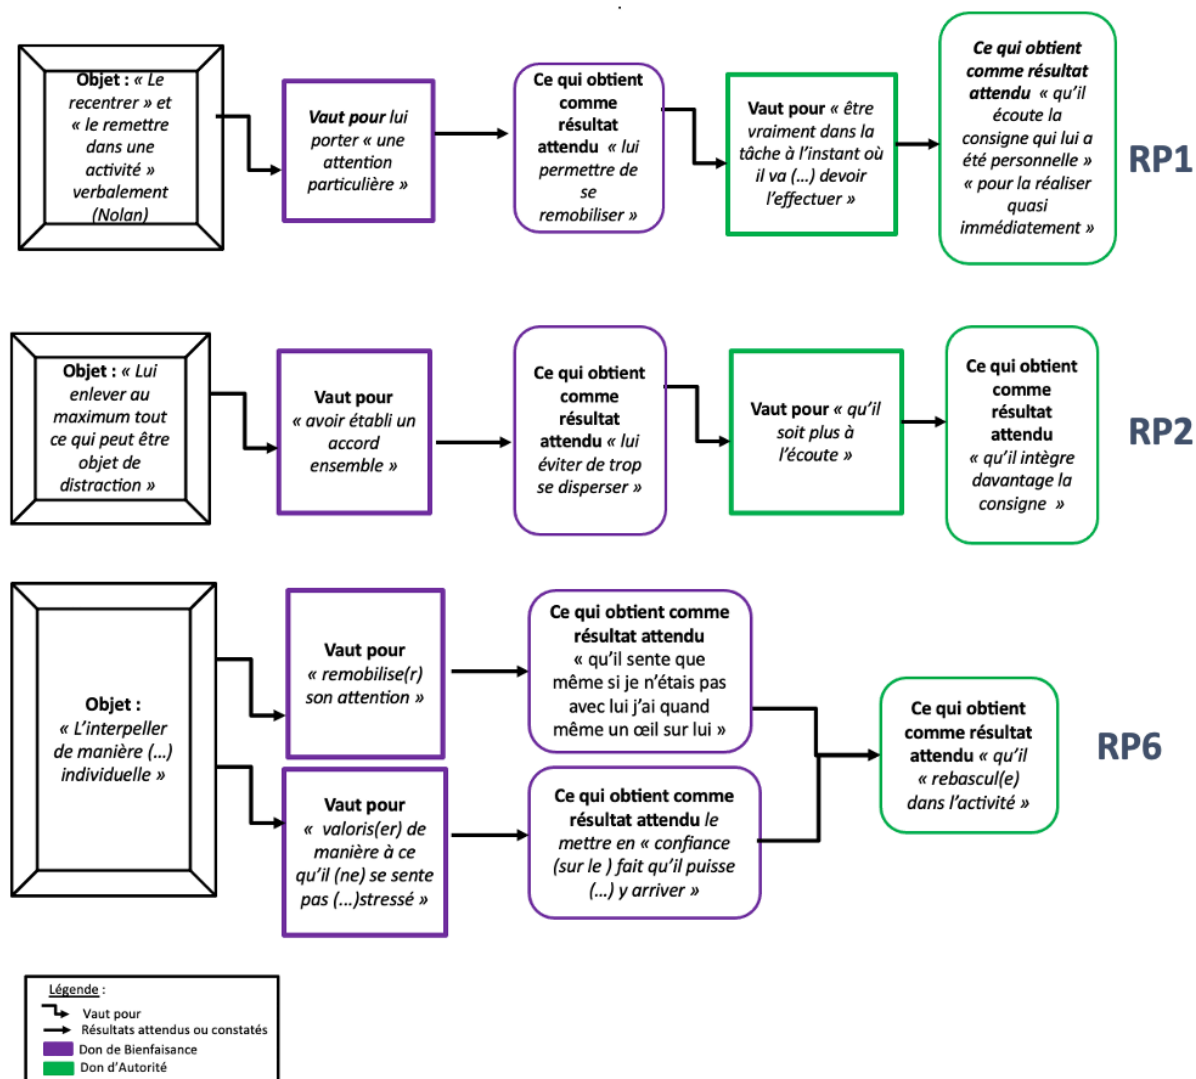 Objet : « Le
recentrer » et
« le remettre
dans une
activité »
verbalement
(Nolan)
Vaut pour lui
porter « une
attention
particulière »
Ce qui obtient
comme
résultat
attendu « lui
permettre de
se
remobiliser »
Vaut pour « être
vraiment dans la
tâche à l'instant où
il va (...) devoir
l'effectuer »
Ce qui obtient
comme résultat
attendu « qu'il
écoute la
consigne qui lui a
été personnelle »
« pour la réaliser
quasi
immédiatement »
RP1
Objet : « Lui
enlever au
maximum tout
ce qui peut être
objet de
distraction »
Vaut pour
« avoir établi un
accord
ensemble »
Ce qui obtient
comme
résultat
attendu « lui
éviter de trop
se disperser »
Vaut pour « qu'il
soit plus à
l'écoute »
Ce qui obtient
comme
résultat
attendu
« qu'il intègre
davantage la
consigne »
RP2
Objet :
« L'interpeller
de manière (...)
individuelle »
Vaut pour
« remobilise(r)
son attention »
Ce qui obtient comme
résultat attendu
« qu'il sente que
même si je n'étais pas
avec lui j'ai quand
même un œil sur lui »
Vaut pour
« valoris(er) de
manière à ce
qu'il (ne) se sente
pas (...)stressé »
Ce qui obtient comme
résultat attendu le
mettre en « confiance
(sur le ) fait qu'il puisse
(...) y arriver »
Ce qui obtient
comme résultat
attendu « qu'il
« rebascul(e)
dans l'activité »
RP6
Légende :
Vaut pour
Résultats attendus ou constatés
Don de Bienfaisance
Don d'Autorité